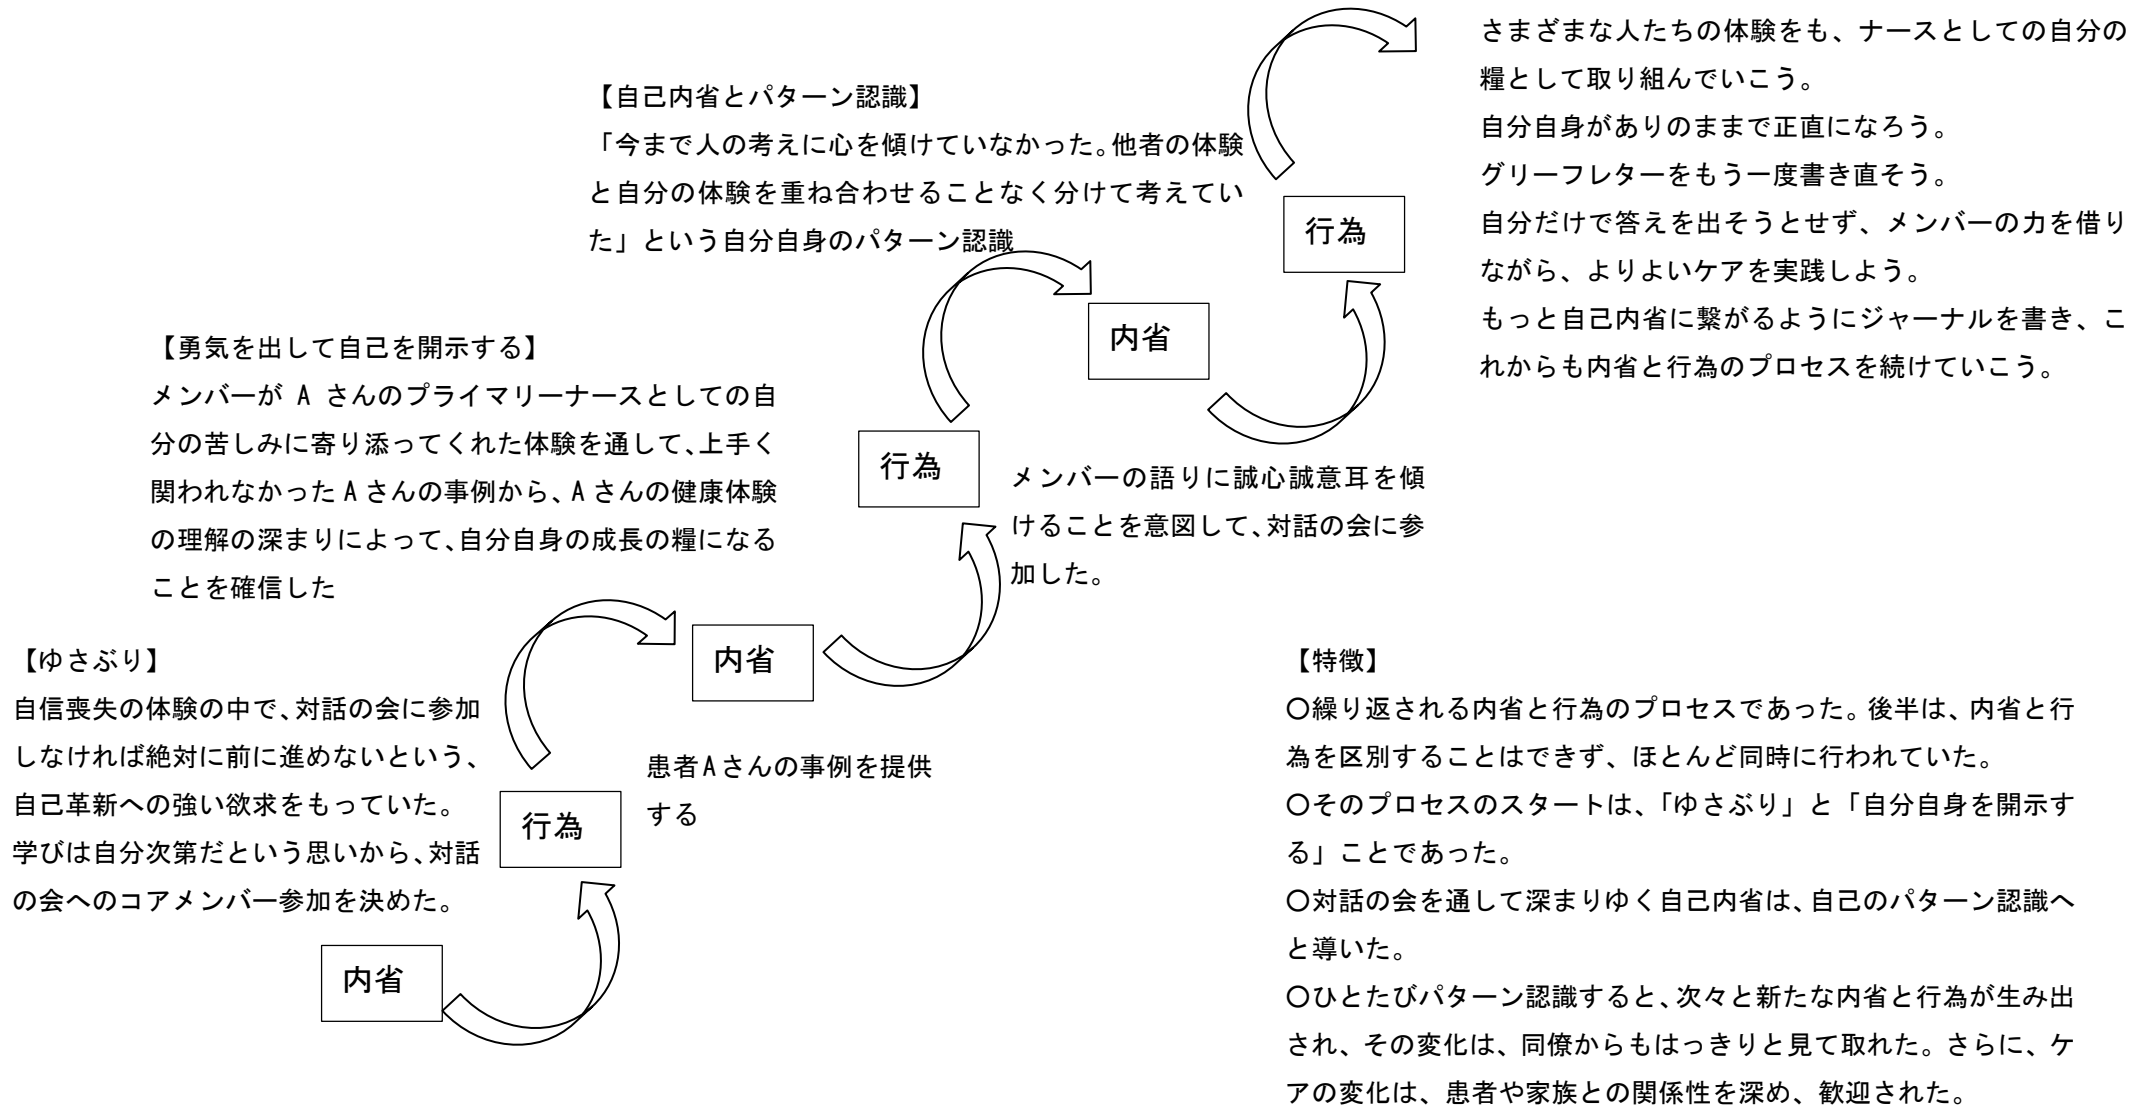 【ゆさぶり】
自信喪失の体験の中で、対話の会に参加
しなければ絶対に前に進めないという、
自己革新への強い欲求をもっていた。
学びは自分次第だという思いから、対話
の会へのコアメンバー参加を決めた。
内省
行為
患者Aさんの事例を提供
する
【勇気を出して自己を開示する】
メンバーが A さんのプライマリーナースとしての自
分の苦しみに寄り添ってくれた体験を通して、上手く
関われなかった A さんの事例から、A さんの健康体験
の理解の深まりによって、自分自身の成長の糧になる
ことを確信した
内省
行為
メンバーの語りに誠心誠意耳を傾
けることを意図して、対話の会に参
加した。
【自己内省とパターン認識】
「今まで人の考えに心を傾けていなかった。他者の体験
と自分の体験を重ね合わせることなく分けて考えてい
た」という自分自身のパターン認識
内省
行為
さまざまな人たちの体験をも、ナースとしての自分の
糧として取り組んでいこう。
自分自身がありのままで正直になろう。
グリーフレターをもう一度書き直そう。
自分だけで答えを出そうとせず、メンバーの力を借り
ながら、よりよいケアを実践しよう。
もっと自己内省に繋がるようにジャーナルを書き、こ
れからも内省と行為のプロセスを続けていこう。
【特徴】
〇繰り返される内省と行為のプロセスであった。後半は、内省と行
為を区別することはできず、ほとんど同時に行われていた。
〇そのプロセスのスタートは、「ゆさぶり」と「自分自身を開示す
る」ことであった。
〇対話の会を通して深まりゆく自己内省は、自己のパターン認識へ
と導いた。
〇ひとたびパターン認識すると、次々と新たな内省と行為が生み出
され、その変化は、同僚からもはっきりと見て取れた。さらに、ケ
アの変化は、患者や家族との関係性を深め、歓迎された。